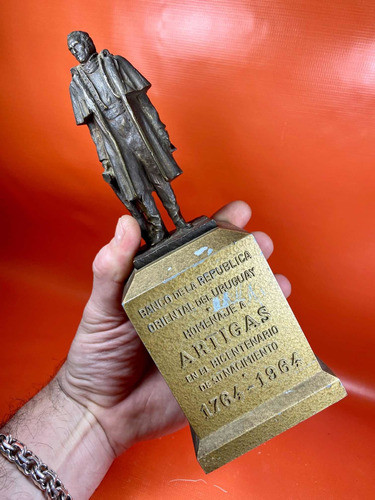 BANCO DE LA REPUBLICA
ORIENTAL DEL URUGUAY
HOMENAJE A
ARTIGAS
EN EL BICENTENARIO
DE SU NACIMIENTO
1764 - 1964